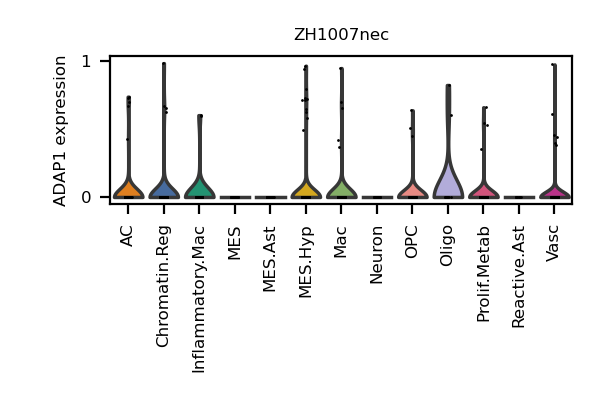 ZH1007nec
ADAP1 expression
1
0
AC
Chromatin.Reg
Inflammatory.Mac
MES
MES.Ast
MES.Hyp
Mac
Neuron
OPC
Oligo
Prolif.Metab
Reactive.Ast
Vasc